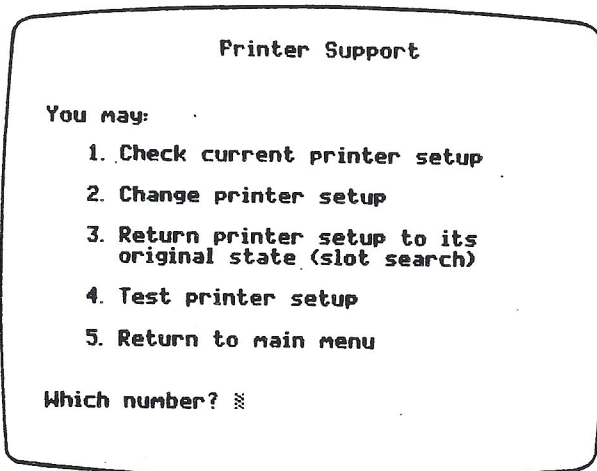 Printer Support
You may:
1. Check current printer setup
2. Change printer setup
3. Return printer setup to its
original state (slot search)
4. Test printer setup
5. Return to main menu
Which number?